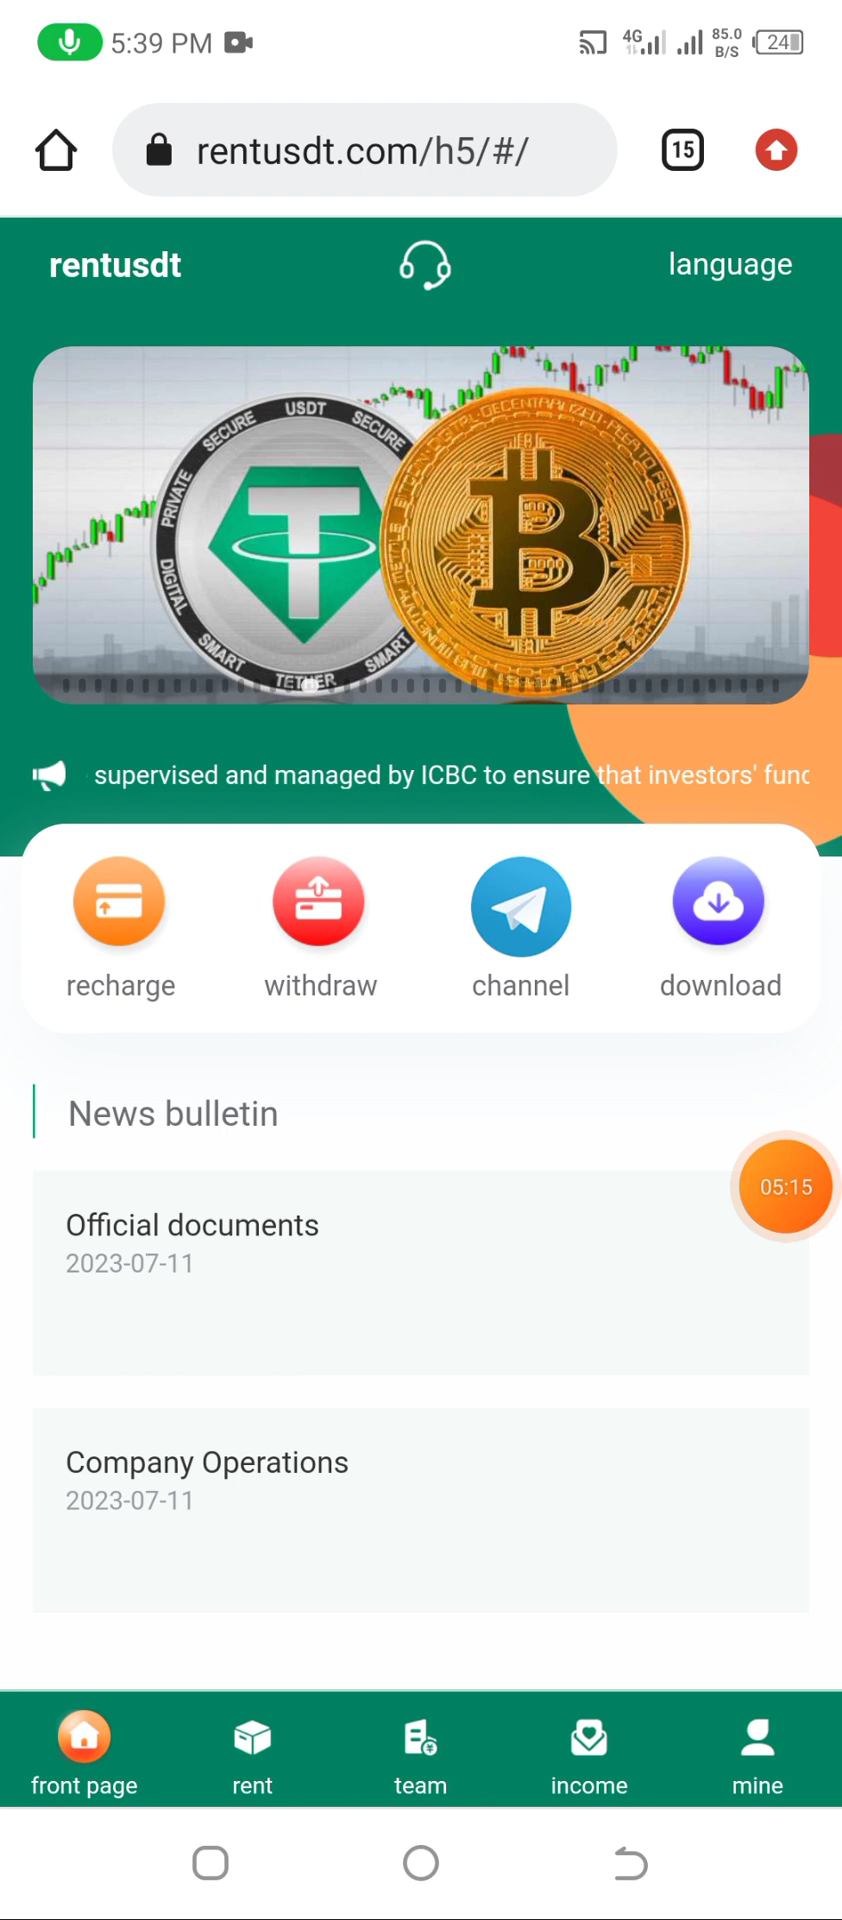 5:39 PM
4G
85.0
B/S
24
rentusdt.com/h5/#/
15
rentusdt
language
SECURE USDT SECURE
PRIVATE
DIGITAL
SMART TETHER SMART
supervised and managed by ICBC to ensure that investors' func
recharge
withdraw
channel
download
News bulletin
05:15
Official documents
2023-07-11
Company Operations
2023-07-11
front page
rent
team
income
mine